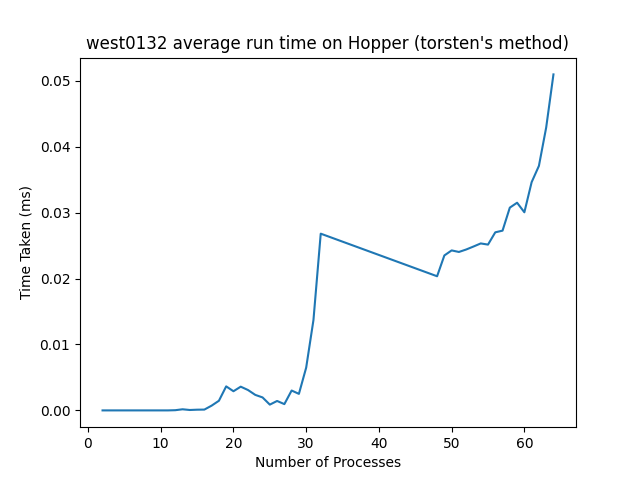 west0132 average run time on Hopper (torsten's method)
0.05
0.04
0.03
0.02
0.01
0.00
Time Taken (ms)
0 10 20 30 40 50 60
Number of Processes